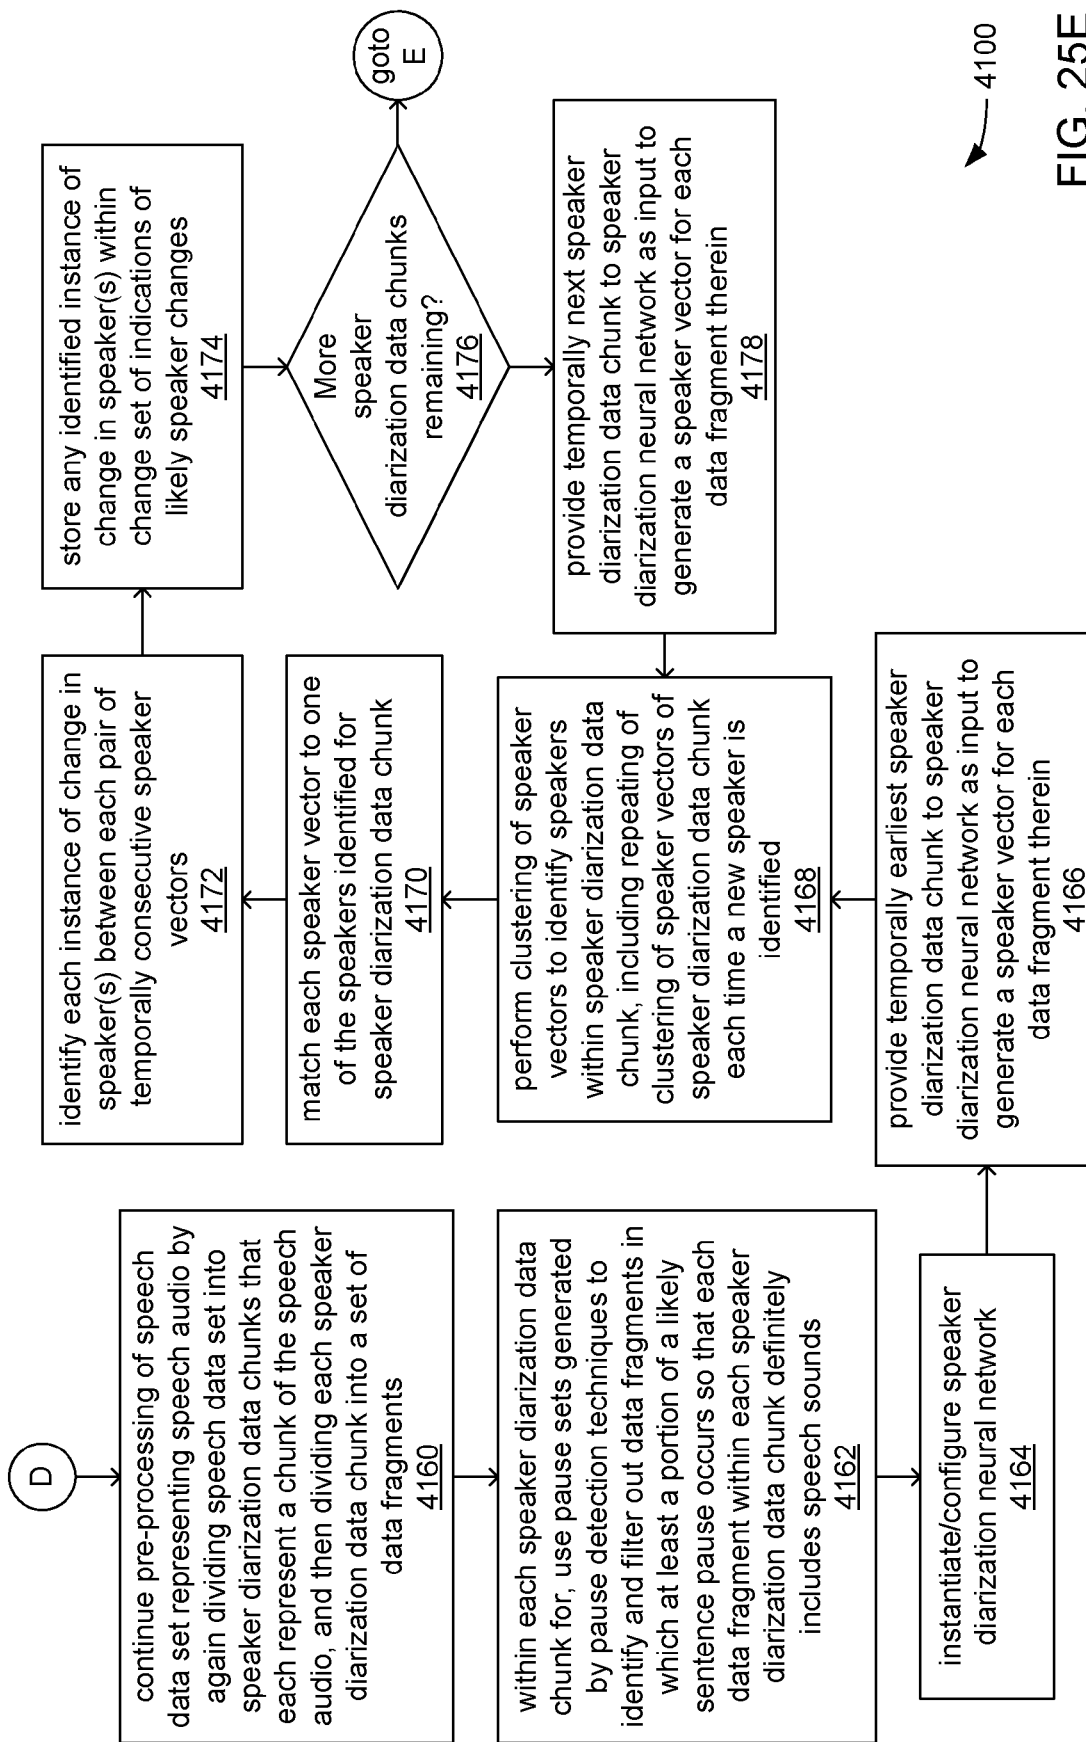 D
continue pre-processing of speech
data set representing speech audio by
again dividing speech data set into
speaker diarization data chunks that
each represent a chunk of the speech
audio, and then dividing each speaker
diarization data chunk into a set of
data fragments
4160
within each speaker diarization data
chunk for, use pause sets generated
by pause detection techniques to
identify and filter out data fragments in
which at least a portion of a likely
sentence pause occurs so that each
data fragment within each speaker
diarization data chunk definitely
includes speech sounds
4162
instantiate/configure speaker
diarization neural network
4164
provide temporally earliest speaker
diarization data chunk to speaker
diarization neural network as input to
generate a speaker vector for each
data fragment therein
4166
perform clustering of speaker
vectors to identify speakers
within speaker diarization data
chunk, including repeating of
clustering of speaker vectors of
speaker diarization data chunk
each time a new speaker is
identified
4168
match each speaker vector to one
of the speakers identified for
speaker diarization data chunk
4170
identify each instance of change in
speaker(s) between each pair of
temporally consecutive speaker
vectors
4172
store any identified instance of
change in speaker(s) within
change set of indications of
likely speaker changes
4174
More
speaker
diarization data chunks
remaining?
4176
goto
E
provide temporally next speaker
diarization data chunk to speaker
diarization neural network as input to
generate a speaker vector for each
data fragment therein
4178
4100
FIG. 25E